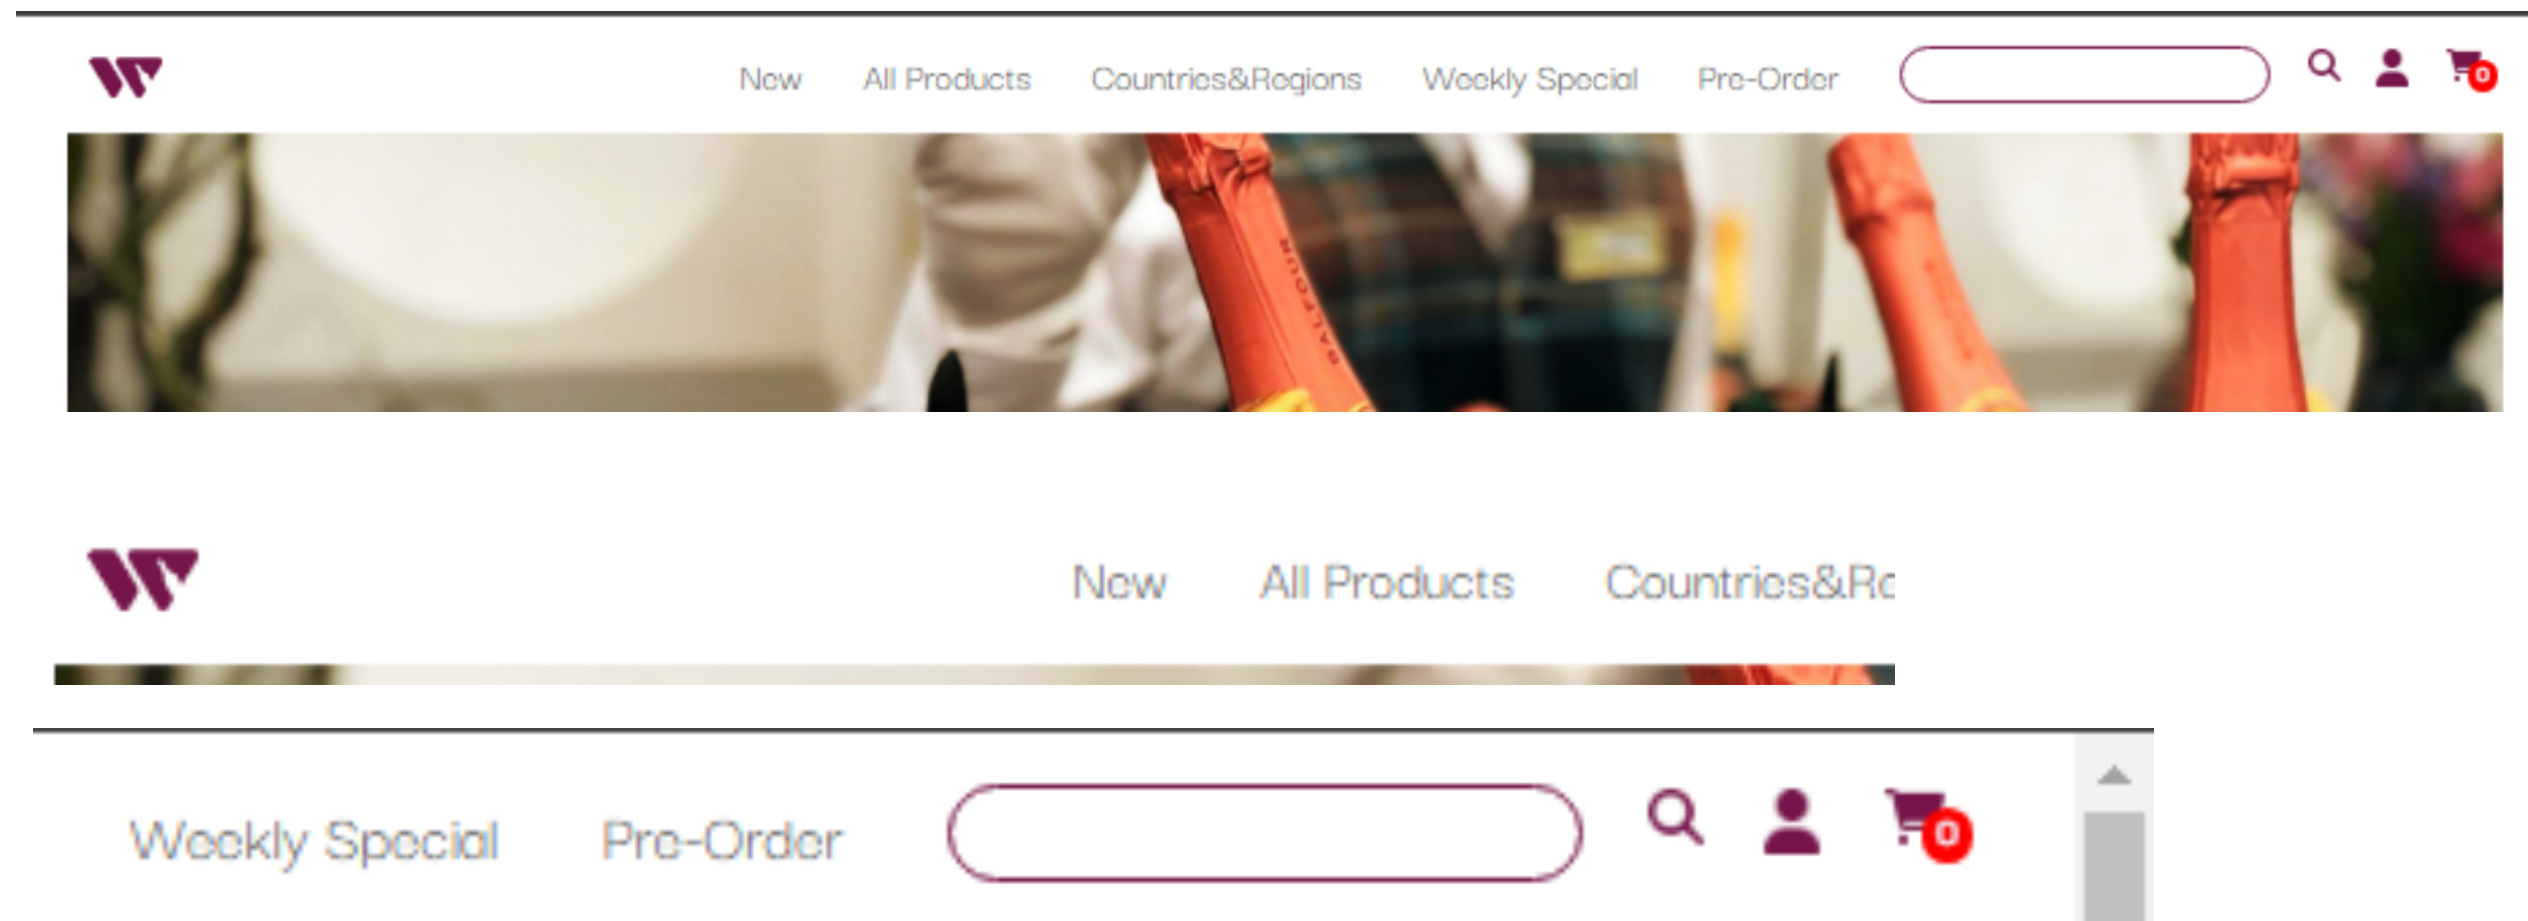 W New All Products Countries&Regions Weekly Special Pre-Order 0
BALFOUR
W New All Products Countries&Re
Weekly Special Pre-Order 0